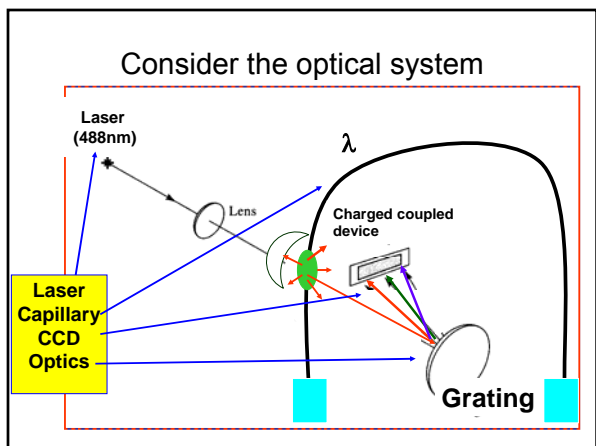 Consider the optical system
Laser
(488nm)
λ
Lens
Charged coupled
device
Laser
Capillary
CCD
Optics
Grating